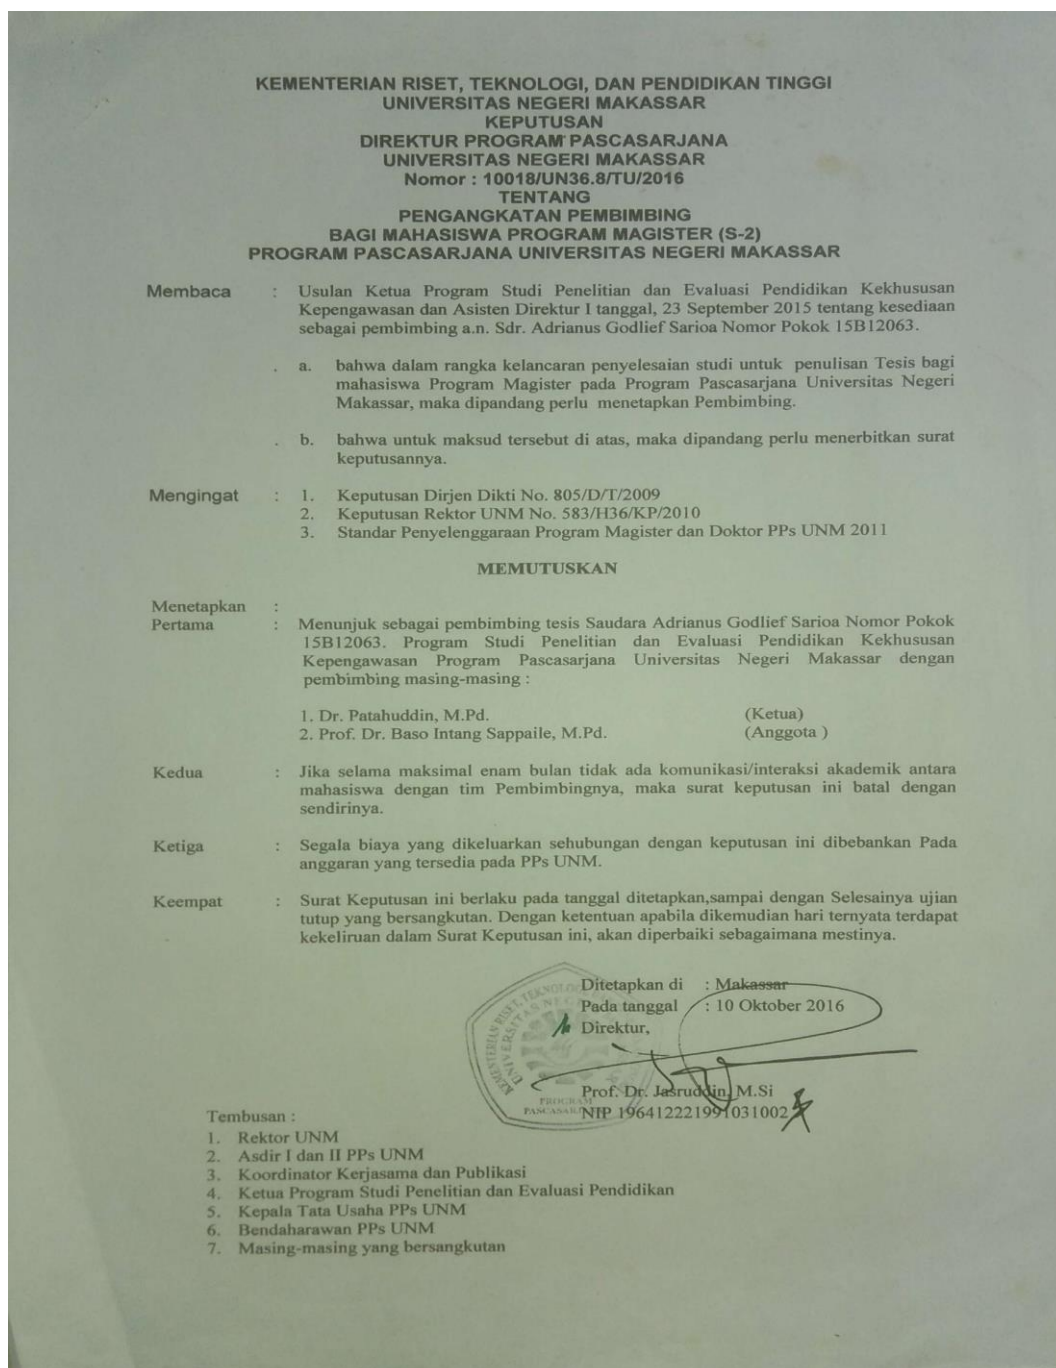 KEMENTERIAN RISET, TEKNOLOGI, DAN PENDIDIKAN TINGGI
UNIVERSITAS NEGERI MAKASSAR
KEPUTUSAN
DIREKTUR PROGRAM PASCASARJANA
UNIVERSITAS NEGERI MAKASSAR
Nomor : 10018/UN36.8/TU/2016
TENTANG
PENGANGKATAN PEMBIMBING
BAGI MAHASISWA PROGRAM MAGISTER (S-2)
PROGRAM PASCASARJANA UNIVERSITAS NEGERI MAKASSAR
Membaca : Usulan Ketua Program Studi Penelitian dan Evaluasi Pendidikan Kekhususan
Kepengawasan dan Asisten Direktur I tanggal, 23 September 2015 tentang kesediaan
sebagai pembimbing a.n. Sdr. Adrianus Godlief Sarioa Nomor Pokok 15B12063.
. a. bahwa dalam rangka kelancaran penyelesaian studi untuk penulisan Tesis bagi
mahasiswa Program Magister pada Program Pascasarjana Universitas Negeri
Makassar, maka dipandang perlu menetapkan Pembimbing.
. b. bahwa untuk maksud tersebut di atas, maka dipandang perlu menerbitkan surat
keputusannya.
Mengingat : 1. Keputusan Dirjen Dikti No. 805/D/T/2009
2. Keputusan Rektor UNM No. 583/H36/KP/2010
3. Standar Penyelenggaraan Program Magister dan Doktor PPs UNM 2011
MEMUTUSKAN
Menetapkan :
Pertama : Menunjuk sebagai pembimbing tesis Saudara Adrianus Godlief Sarioa Nomor Pokok
15B12063. Program Studi Penelitian dan Evaluasi Pendidikan Kekhususan
Kepengawasan Program Pascasarjana Universitas Negeri Makassar dengan
pembimbing masing-masing :
1. Dr. Patahuddin, M.Pd. (Ketua)
2. Prof. Dr. Baso Intang Sappaile, M.Pd. (Anggota )
Kedua : Jika selama maksimal enam bulan tidak ada komunikasi/interaksi akademik antara
mahasiswa dengan tim Pembimbingnya, maka surat keputusan ini batal dengan
sendirinya.
Ketiga : Segala biaya yang dikeluarkan sehubungan dengan keputusan ini dibebankan Pada
anggaran yang tersedia pada PPs UNM.
Keempat : Surat Keputusan ini berlaku pada tanggal ditetapkan,sampai dengan Selesainya ujian
tutup yang bersangkutan. Dengan ketentuan apabila dikemudian hari ternyata terdapat
kekeliruan dalam Surat Keputusan ini, akan diperbaiki sebagaimana mestinya.
Ditetapkan di : Makassar
Pada tanggal : 10 Oktober 2016
Direktur,
Prof. Dr. Jasruddin, M.Si
NIP 196412221991031002
PROGRAM
Tembusan :
1. Rektor UNM
2. Asdir I dan II PPs UNM
3. Koordinator Kerjasama dan Publikasi
4. Ketua Program Studi Penelitian dan Evaluasi Pendidikan
5. Kepala Tata Usaha PPs UNM
6. Bendaharawan PPs UNM
7. Masing-masing yang bersangkutan